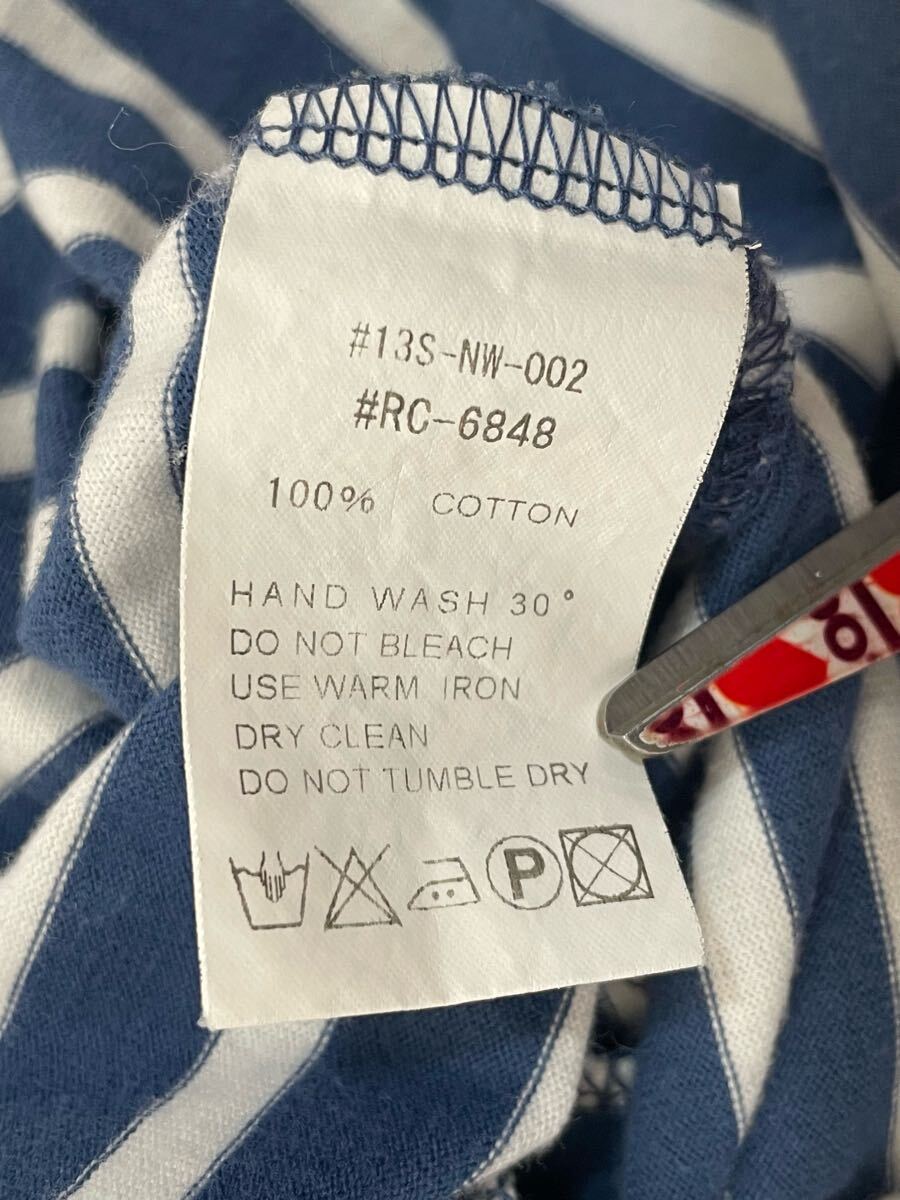 #13S-NW-002
#RC-6848
100% COTTON
HAND WASH 30°
DO NOT BLEACH
USE WARM IRON
DRY CLEAN
DO NOT TUMBLE DRY
P